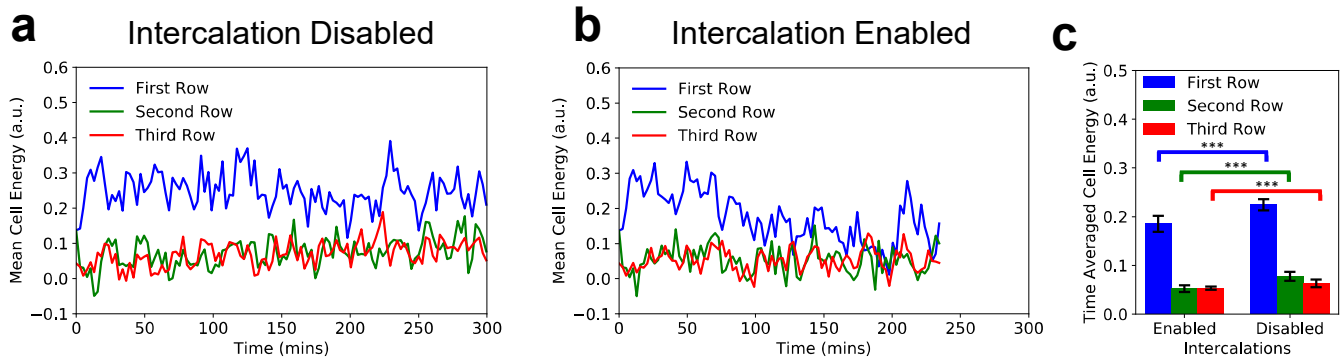 a
Intercalation Disabled
Mean Cell Energy (a.u.)
0.6
0.5
0.4
0.3
0.2
0.1
0.0
−0.1
First Row
Second Row
Third Row
0 50 100 150 200 250 300
Time (mins)
b
Intercalation Enabled
Mean Cell Energy (a.u.)
0.6
0.5
0.4
0.3
0.2
0.1
0.0
−0.1
First Row
Second Row
Third Row
0 50 100 150 200 250 300
Time (mins)
c
Time Averaged Cell Energy (a.u.)
0.5
0.4
0.3
0.2
0.1
0.0
First Row
Second Row
Third Row
***
***
***
Enabled Disabled
Intercalations